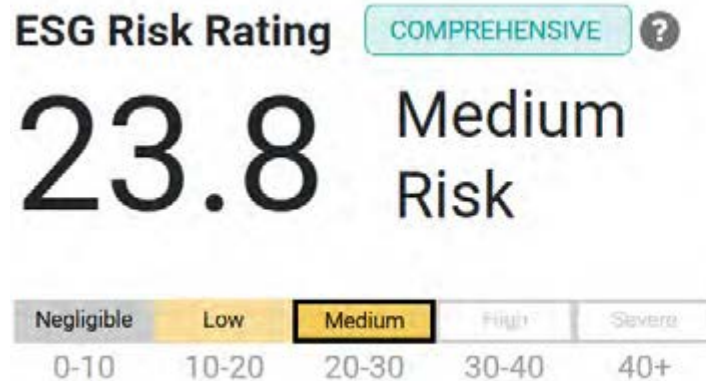 ESG Risk Rating COMPREHENSIVE ?
23.8 Medium
Risk
Negligible Low Medium High Severe
0-10 10-20 20-30 30-40 40+